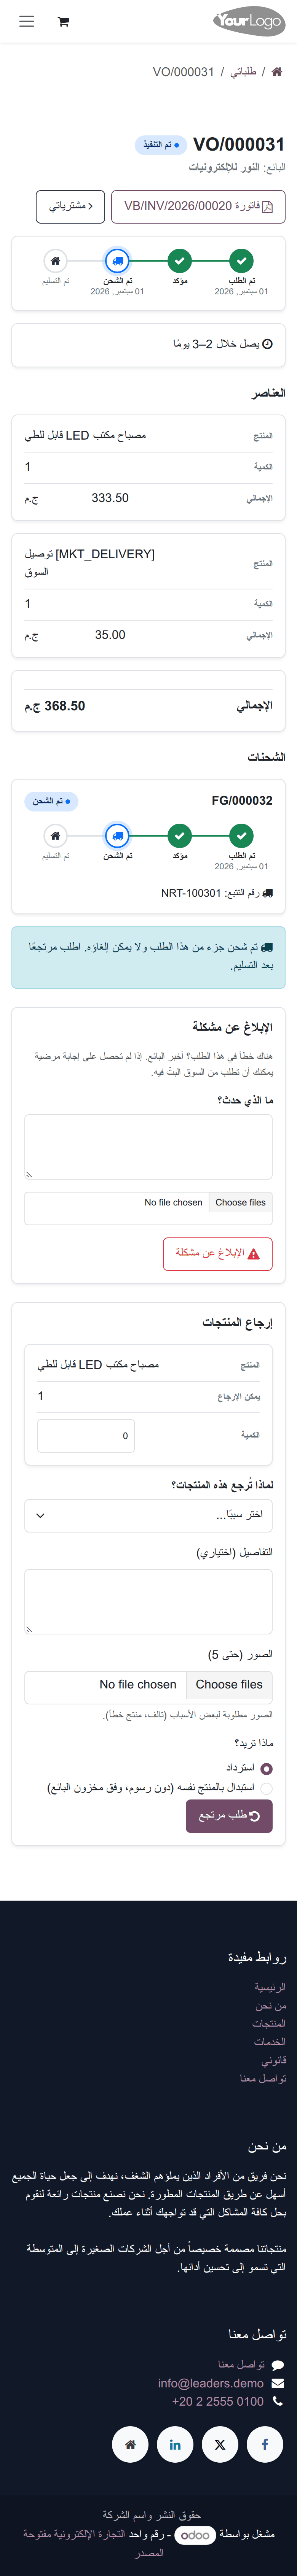 YourLogo
طلباتي / VO/000031
VO/000031 تم التنفيذ
البائع: النور للإلكترونيات
فاتورة VB/INV/2026/00020
مشترياتي
تم الطلب
01 سبتمبر, 2026
مؤكد
تم الشحن
01 سبتمبر, 2026
تم التسليم
يصل خلال 2–3 يومًا
العناصر
المنتج مصباح مكتب LED قابل للطي
الكمية 1
الإجمالي 333.50 ج.م
المنتج [MKT_DELIVERY] توصيل
السوق
الكمية 1
الإجمالي 35.00 ج.م
الإجمالي 368.50 ج.م
الشحنات
FG/000032 تم الشحن
تم الطلب
01 سبتمبر, 2026
مؤكد
تم الشحن
تم التسليم
رقم التتبع: NRT-100301
تم شحن جزء من هذا الطلب ولا يمكن إلغاؤه. اطلب مرتجعًا
بعد التسليم.
الإبلاغ عن مشكلة
هناك خطأ في هذا الطلب؟ أخبر البائع. إذا لم تحصل على إجابة مرضية
يمكنك أن تطلب من السوق البتّ فيه.
ما الذي حدث؟
Choose files No file chosen
الإبلاغ عن مشكلة
إرجاع المنتجات
المنتج مصباح مكتب LED قابل للطي
يمكن الإرجاع 1
الكمية 0
لماذا تُرجع هذه المنتجات؟
اختر سببًا...
التفاصيل (اختياري)
الصور (حتى 5)
Choose files No file chosen
الصور مطلوبة لبعض الأسباب (تالف، منتج خطأ).
ماذا تريد؟
استرداد
استبدال بالمنتج نفسه (دون رسوم، وفق مخزون البائع)
طلب مرتجع
روابط مفيدة
الرئيسية
من نحن
المنتجات
الخدمات
قانوني
تواصل معنا
من نحن
نحن فريق من الأفراد الذين يملؤهم الشغف، نهدف إلى جعل حياة الجميع
أسهل عن طريق المنتجات المطورة. نحن نصنع منتجات رائعة لنقوم
بحل كافة المشاكل التي قد تواجهك أثناء عملك.
منتجاتنا مصممة خصيصاً من أجل الشركات الصغيرة إلى المتوسطة
التي تسمو إلى تحسين أدائها.
تواصل معنا
تواصل معنا
info@leaders.demo
+20 2 2555 0100
حقوق النشر واسم الشركة
مشغل بواسطة odoo - رقم واحد التجارة الإلكترونية مفتوحة
المصدر